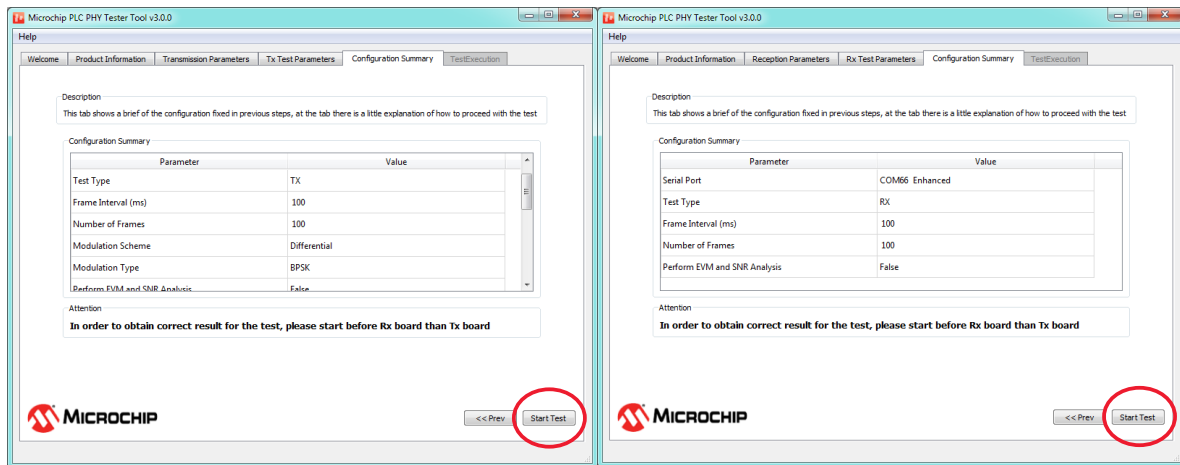 Microchip PLC PHY Tester Tool v3.0.0
Help
Welcome Product Information Transmission Parameters Tx Test Parameters Configuration Summary TestExecution
Description
This tab shows a brief of the configuration fixed in previous steps, at the tab there is a little explanation of how to proceed with the test
Configuration Summary
Parameter Value
Test Type TX
Frame Interval (ms) 100
Number of Frames 100
Modulation Scheme Differential
Modulation Type BPSK
Perform EVM and SNR Analysis False
Attention
In order to obtain correct result for the test, please start before Rx board than Tx board
MICROCHIP
<< Prev Start Test
Microchip PLC PHY Tester Tool v3.0.0
Help
Welcome Product Information Reception Parameters Rx Test Parameters Configuration Summary TestExecution
Description
This tab shows a brief of the configuration fixed in previous steps, at the tab there is a little explanation of how to proceed with the test
Configuration Summary
Parameter Value
Serial Port COM66 Enhanced
Test Type RX
Frame Interval (ms) 100
Number of Frames 100
Perform EVM and SNR Analysis False
Attention
In order to obtain correct result for the test, please start before Rx board than Tx board
MICROCHIP
<< Prev Start Test